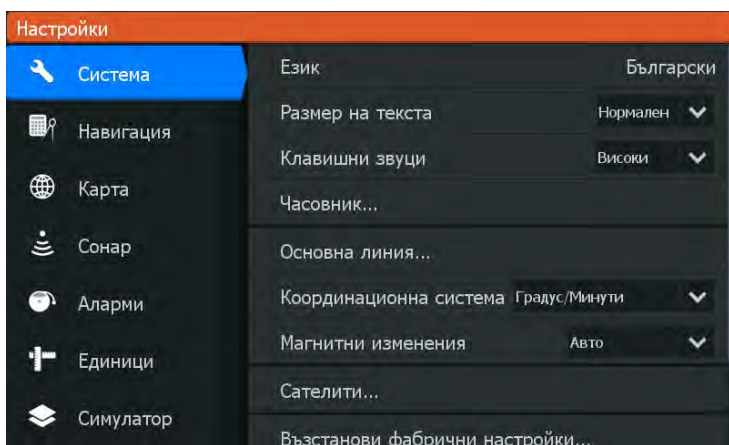 Настройки
Система
Навигация
Карта
Сонар
Аларми
Единици
Симулатор
Език Български
Размер на текста Нормален
Клавишни звуци Високи
Часовник...
Основна линия...
Координационна система Градус/Минути
Магнитни изменения Авто
Сателити...
Възстанови фабрични настройки...